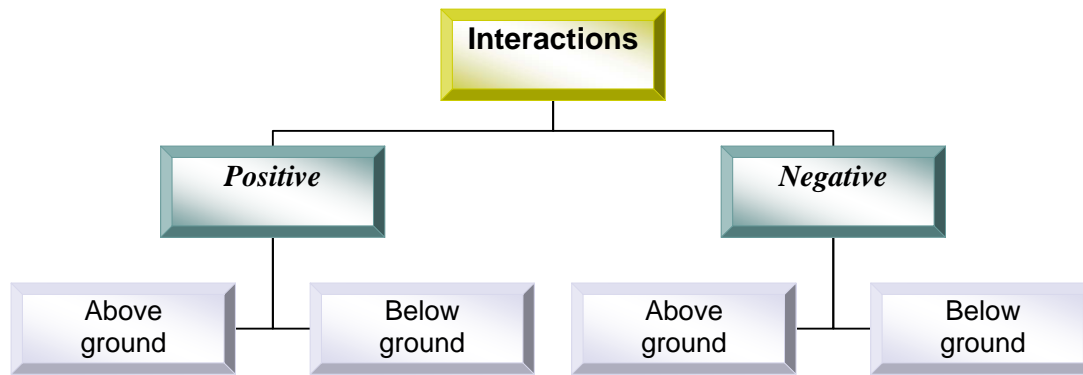 Interactions
Positive
Negative
Above
ground
Below
ground
Above
ground
Below
ground